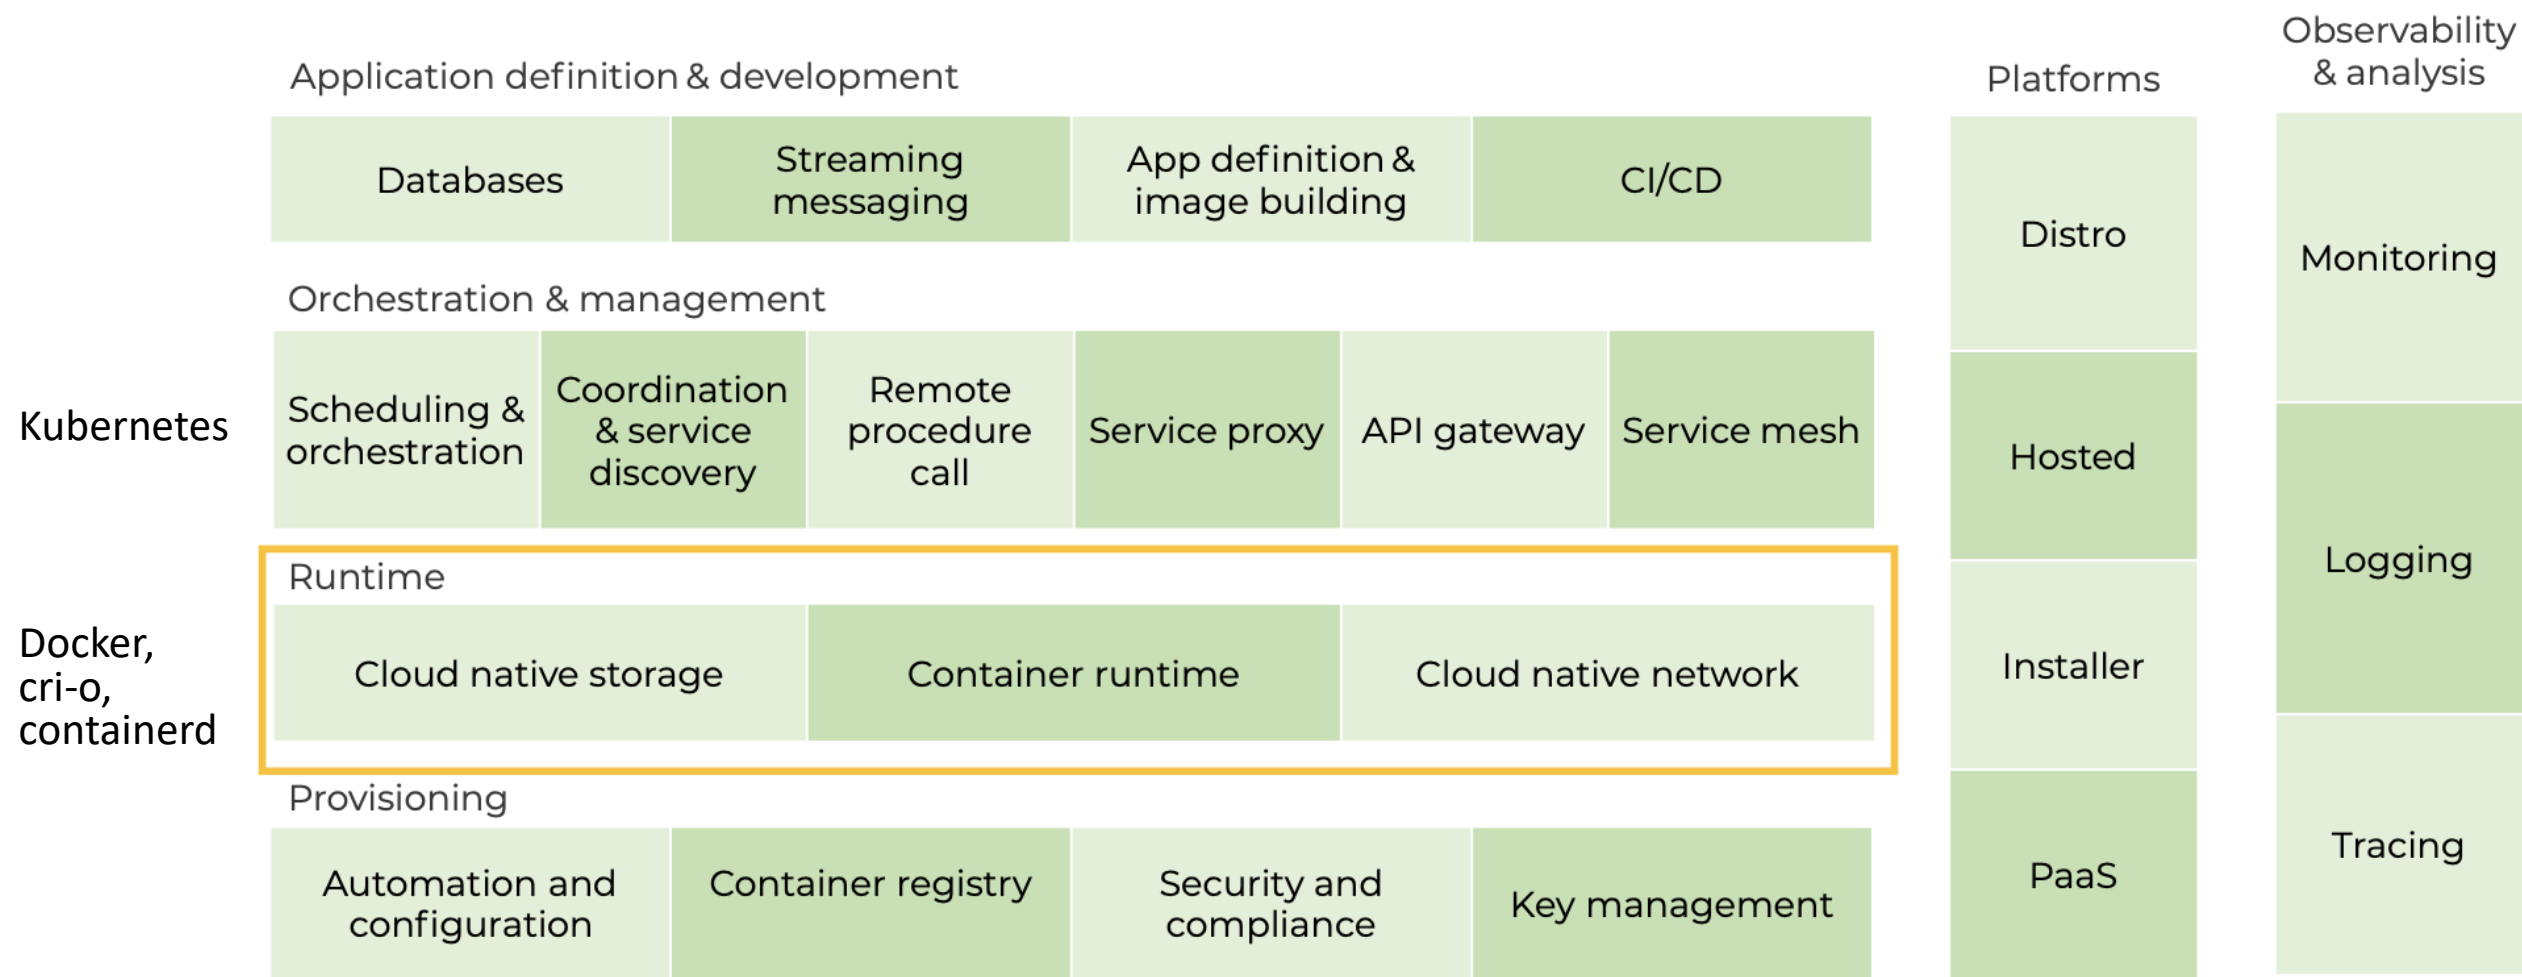 Application definition & development
Databases
Streaming
messaging
App definition &
image building
CI/CD
Orchestration & management
Kubernetes
Scheduling &
orchestration
Coordination
& service
discovery
Remote
procedure
call
Service proxy
API gateway
Service mesh
Runtime
Docker,
cri-o,
containerd
Cloud native storage
Container runtime
Cloud native network
Provisioning
Automation and
configuration
Container registry
Security and
compliance
Key management
Platforms
Distro
Hosted
Installer
PaaS
Observability
& analysis
Monitoring
Logging
Tracing